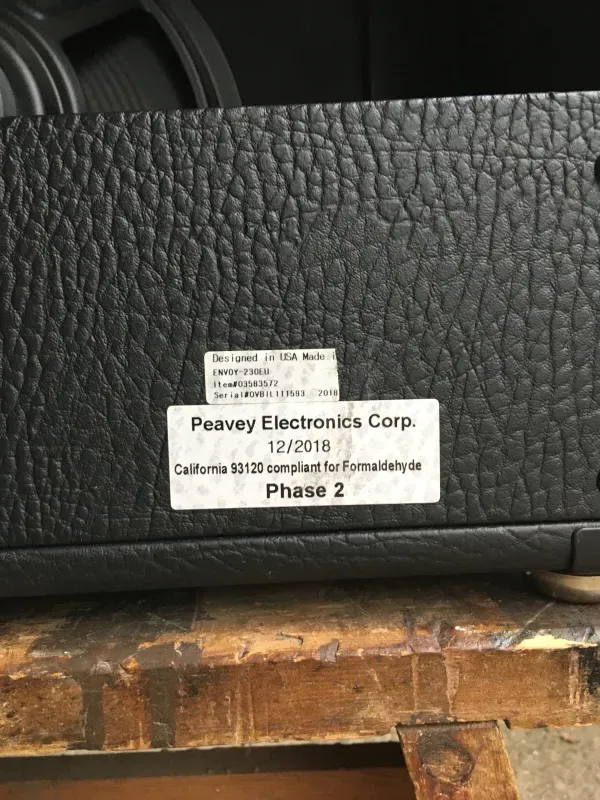 Designed in USA Made i
ENVOY-230EU
Item#03583572
Serial#OVBIL111593 2018
Peavey Electronics Corp.
12/2018
California 93120 compliant for Formaldehyde
Phase 2